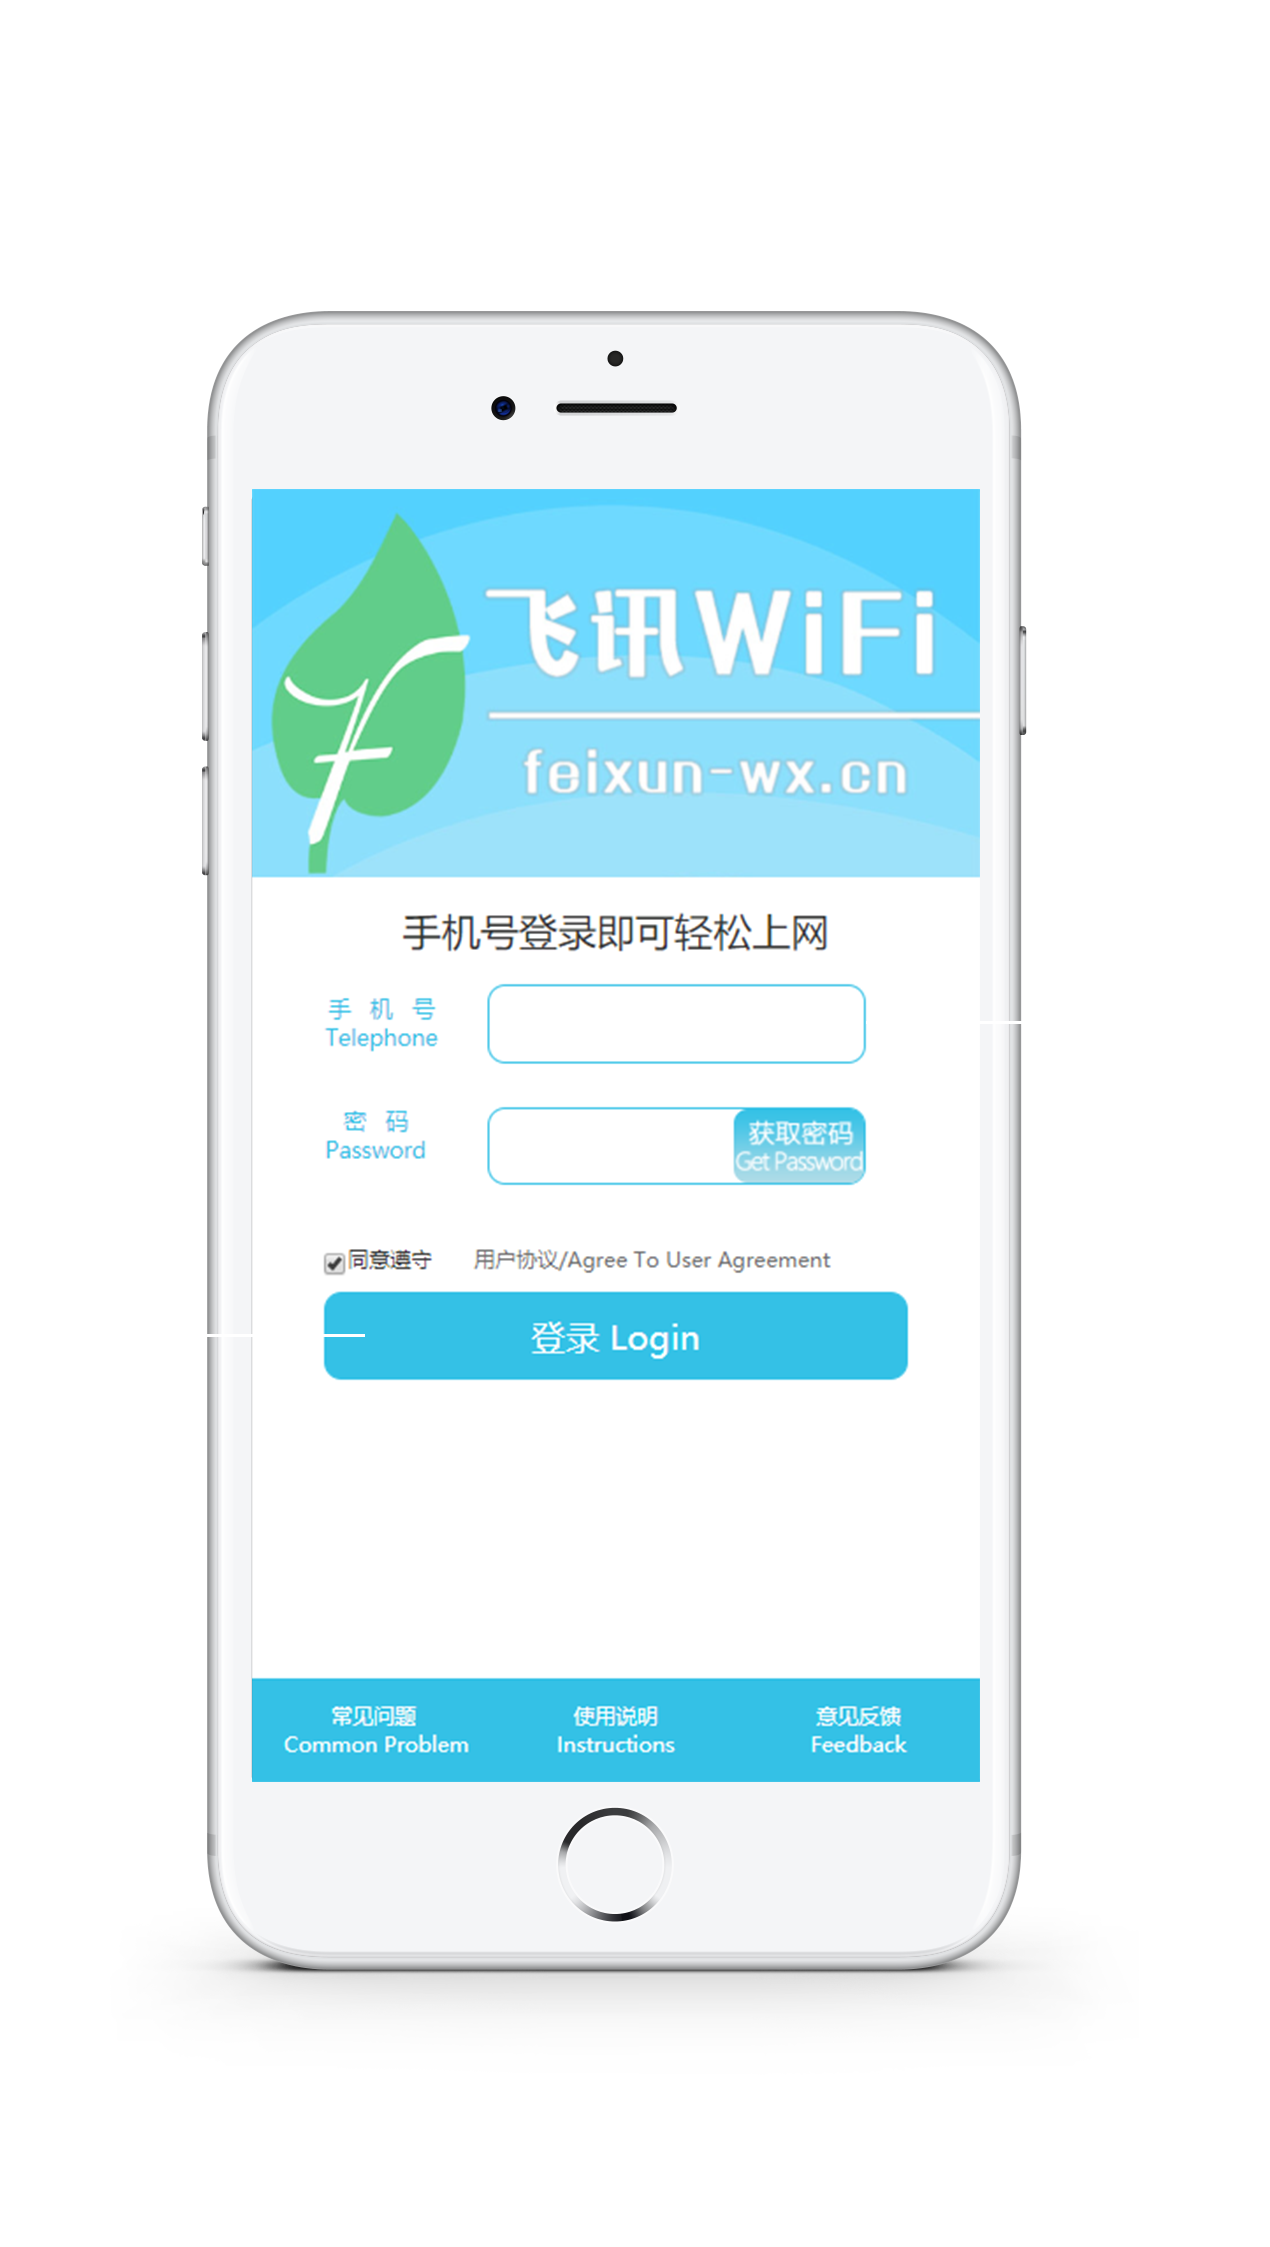 飞讯WiFi
feixun-wx.cn
手机号登录即可轻松上网
手 机 号
Telephone
密 码
Password
获取密码
Get Password
同意遵守 用户协议/Agree To User Agreement
登录 Login
常见问题 使用说明 意见反馈
Common Problem Instructions Feedback